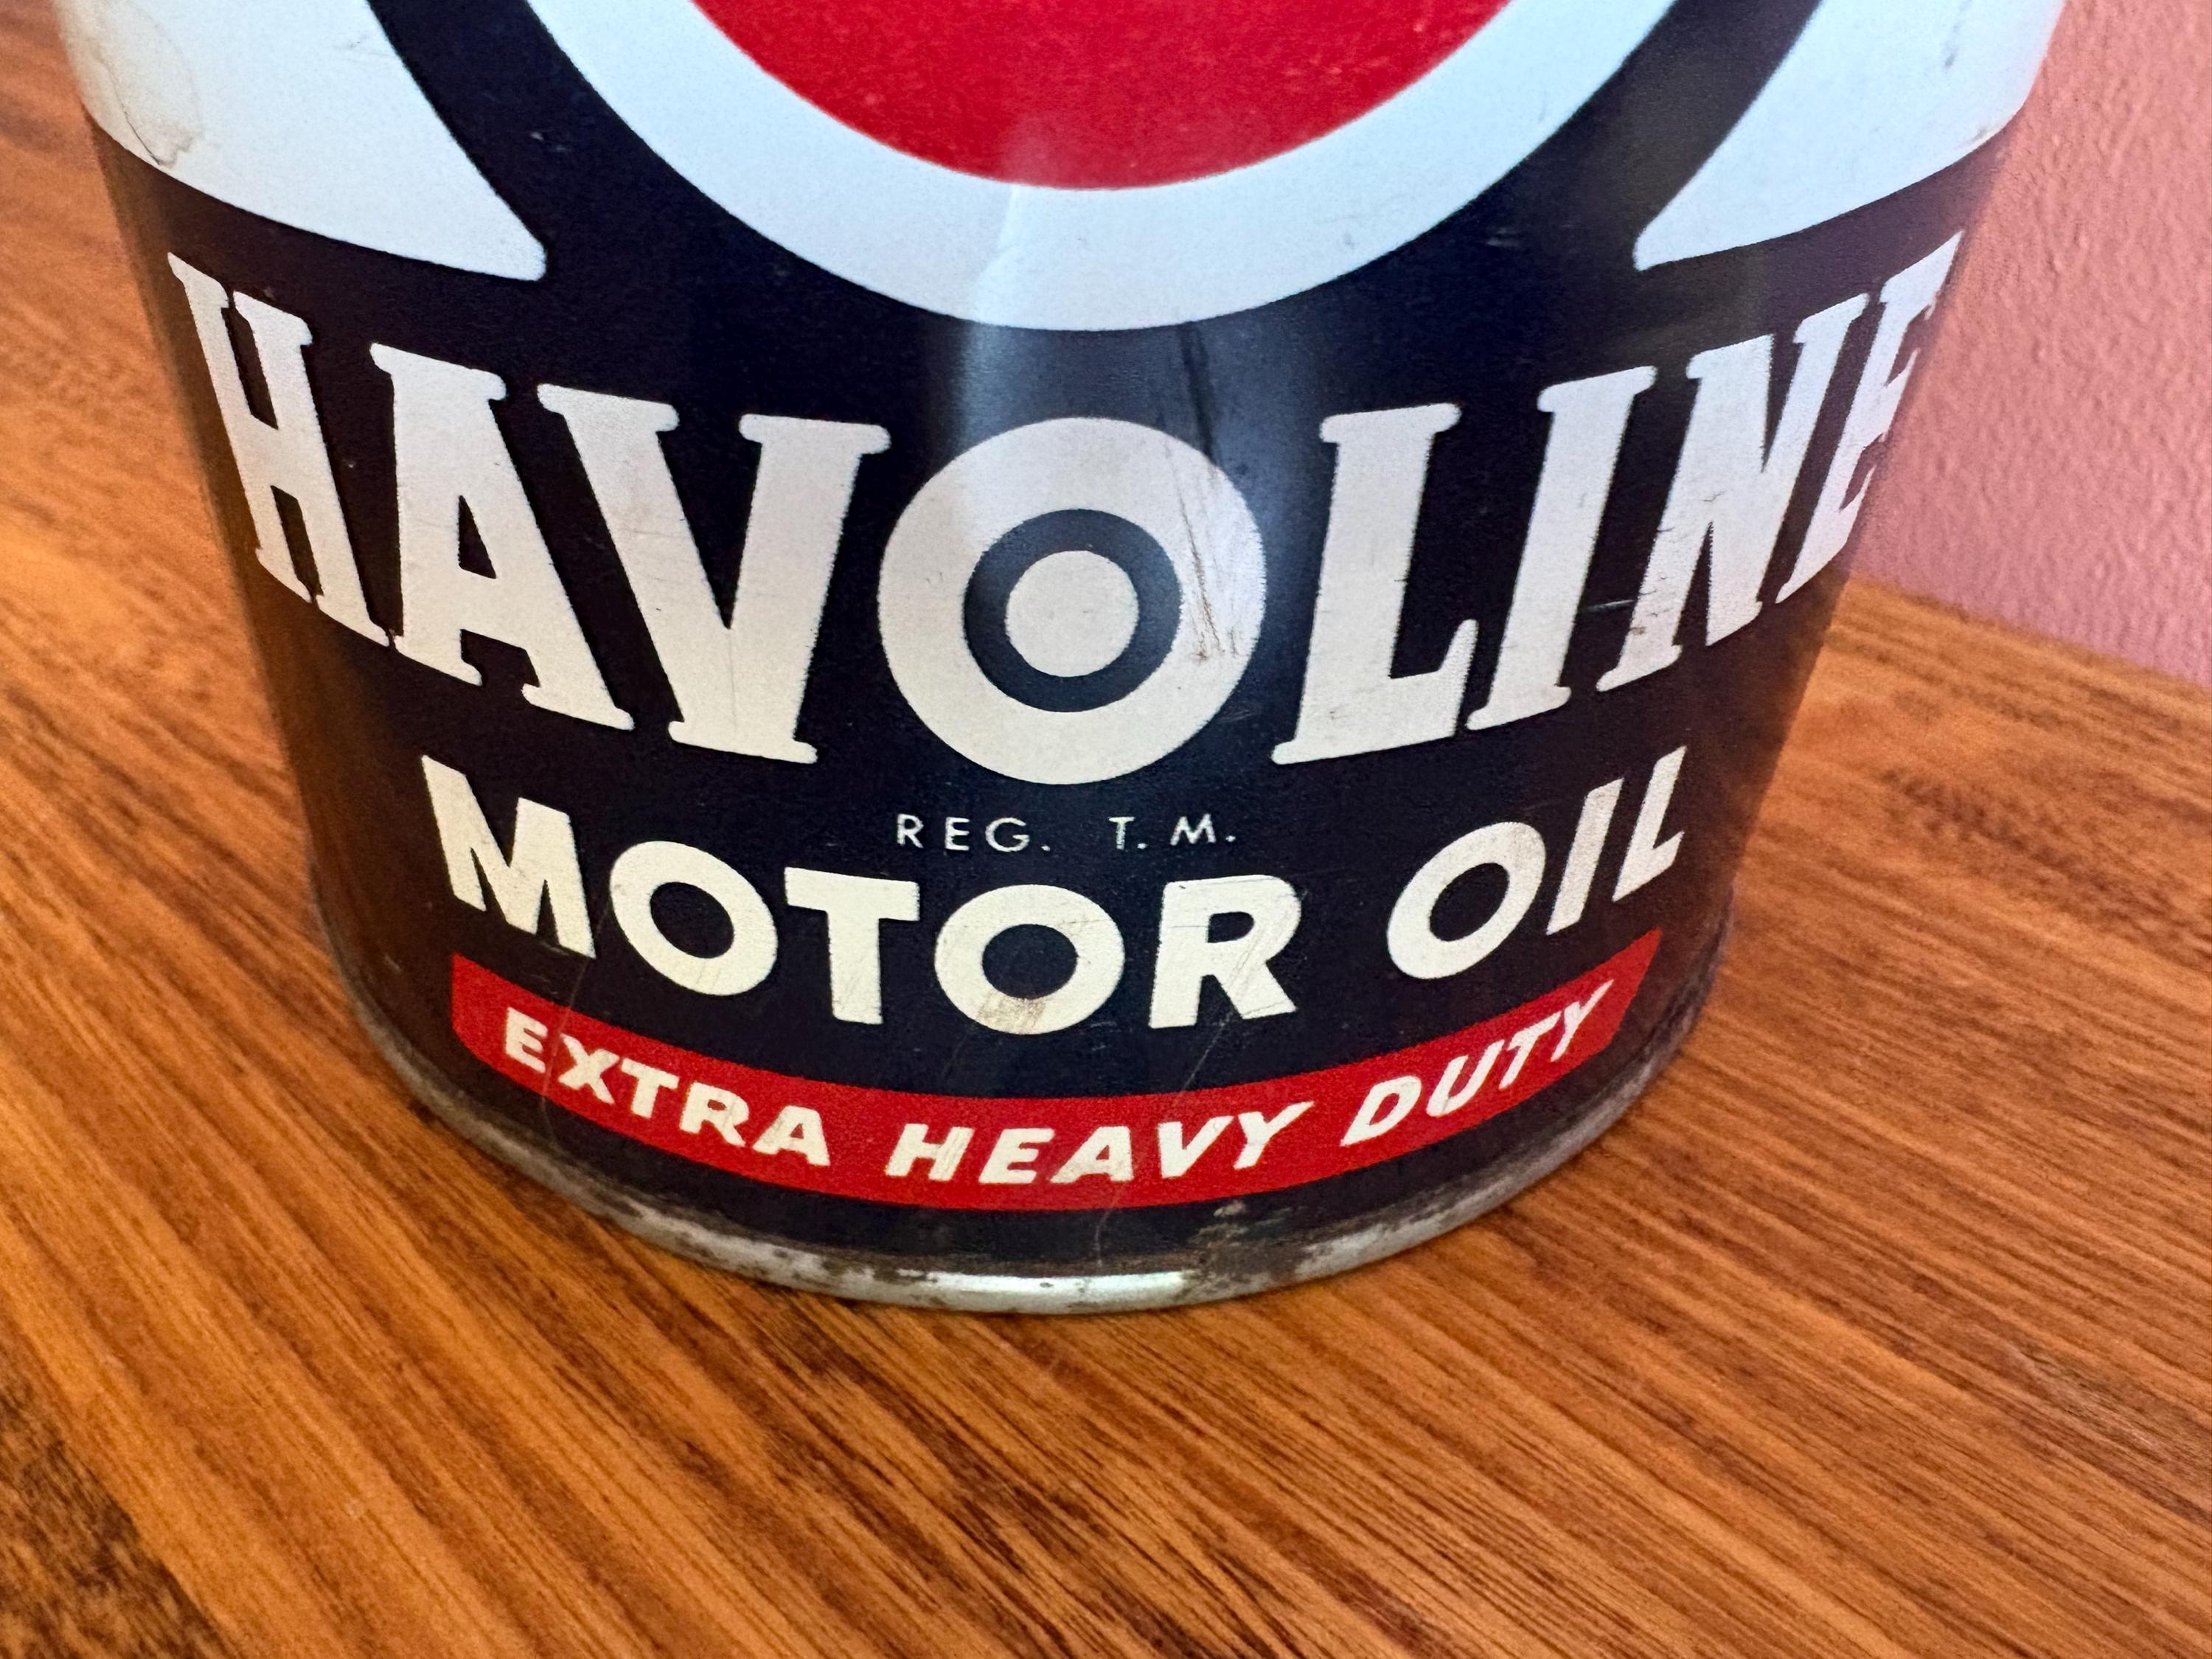 HAVOLINE
REG. T.M.
MOTOR OIL
EXTRA HEAVY DUTY